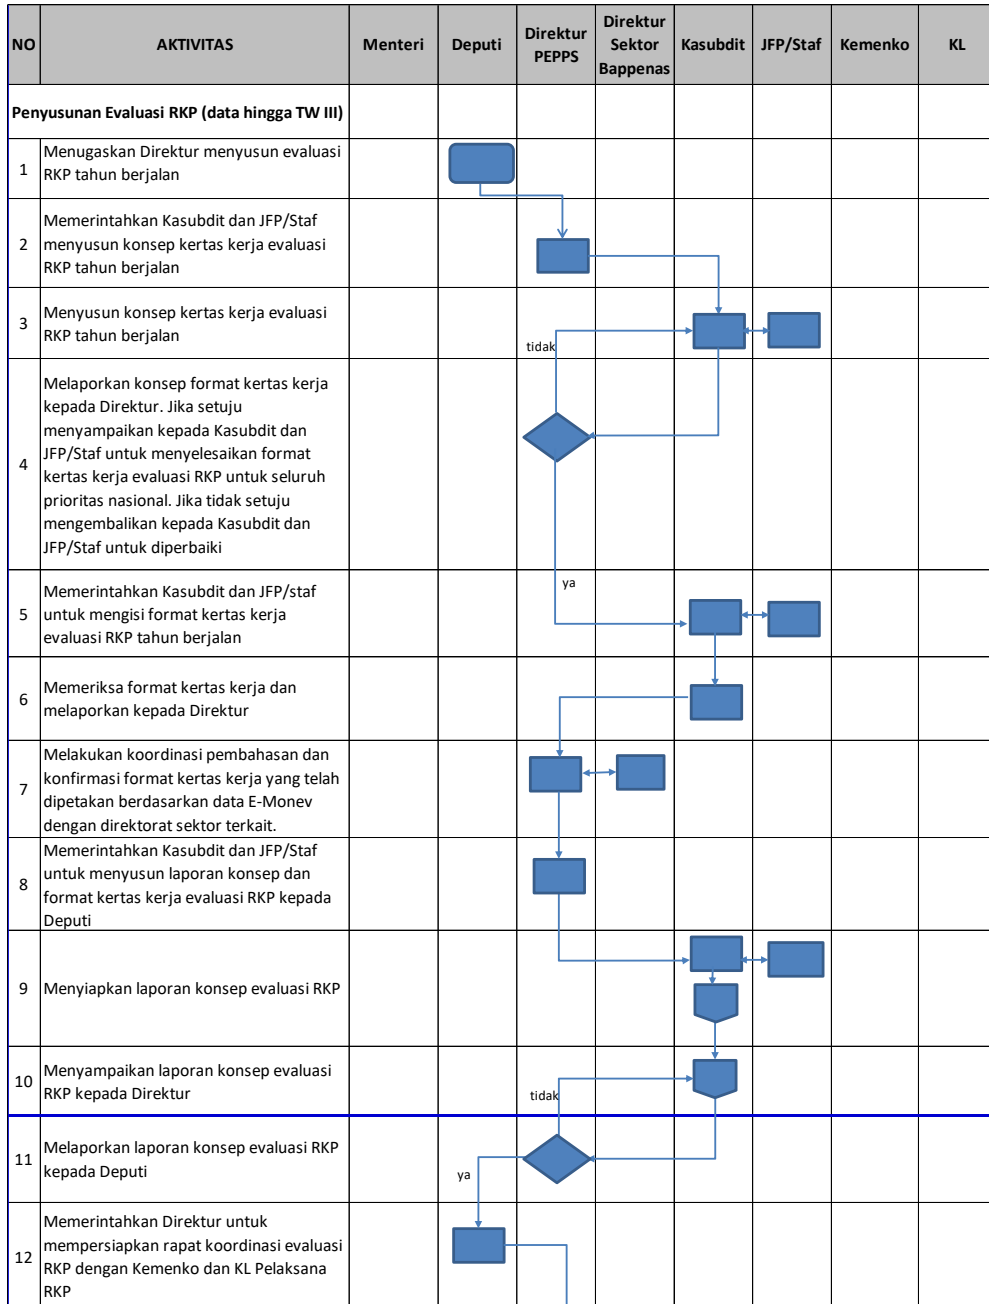 NO AKTIVITAS Menteri Deputi Direktur PEPPS Direktur Sektor Bappenas Kasubdit JFP/Staf Kemenko KL
Penyusunan Evaluasi RKP (data hingga TW III)
1 Menugaskan Direktur menyusun evaluasi
RKP tahun berjalan
2 Memerintahkan Kasubdit dan JFP/Staf
menyusun konsep kertas kerja evaluasi
RKP tahun berjalan
3 Menyusun konsep kertas kerja evaluasi
RKP tahun berjalan
tidak
4 Melaporkan konsep format kertas kerja
kepada Direktur. Jika setuju
menyampaikan kepada Kasubdit dan
JFP/Staf untuk menyelesaikan format
kertas kerja evaluasi RKP untuk seluruh
prioritas nasional. Jika tidak setuju
mengembalikan kepada Kasubdit dan
JFP/Staf untuk diperbaiki
ya
5 Memerintahkan Kasubdit dan JFP/staf
untuk mengisi format kertas kerja
evaluasi RKP tahun berjalan
6 Memeriksa format kertas kerja dan
melaporkan kepada Direktur
7 Melakukan koordinasi pembahasan dan
konfirmasi format kertas kerja yang telah
dipetakan berdasarkan data E-Monev
dengan direktorat sektor terkait.
8 Memerintahkan Kasubdit dan JFP/Staf
untuk menyusun laporan konsep dan
format kertas kerja evaluasi RKP kepada
Deputi
9 Menyiapkan laporan konsep evaluasi RKP
10 Menyampaikan laporan konsep evaluasi
RKP kepada Direktur
tidak
11 Melaporkan laporan konsep evaluasi RKP
kepada Deputi
ya
12 Memerintahkan Direktur untuk
mempersiapkan rapat koordinasi evaluasi
RKP dengan Kemenko dan KL Pelaksana
RKP